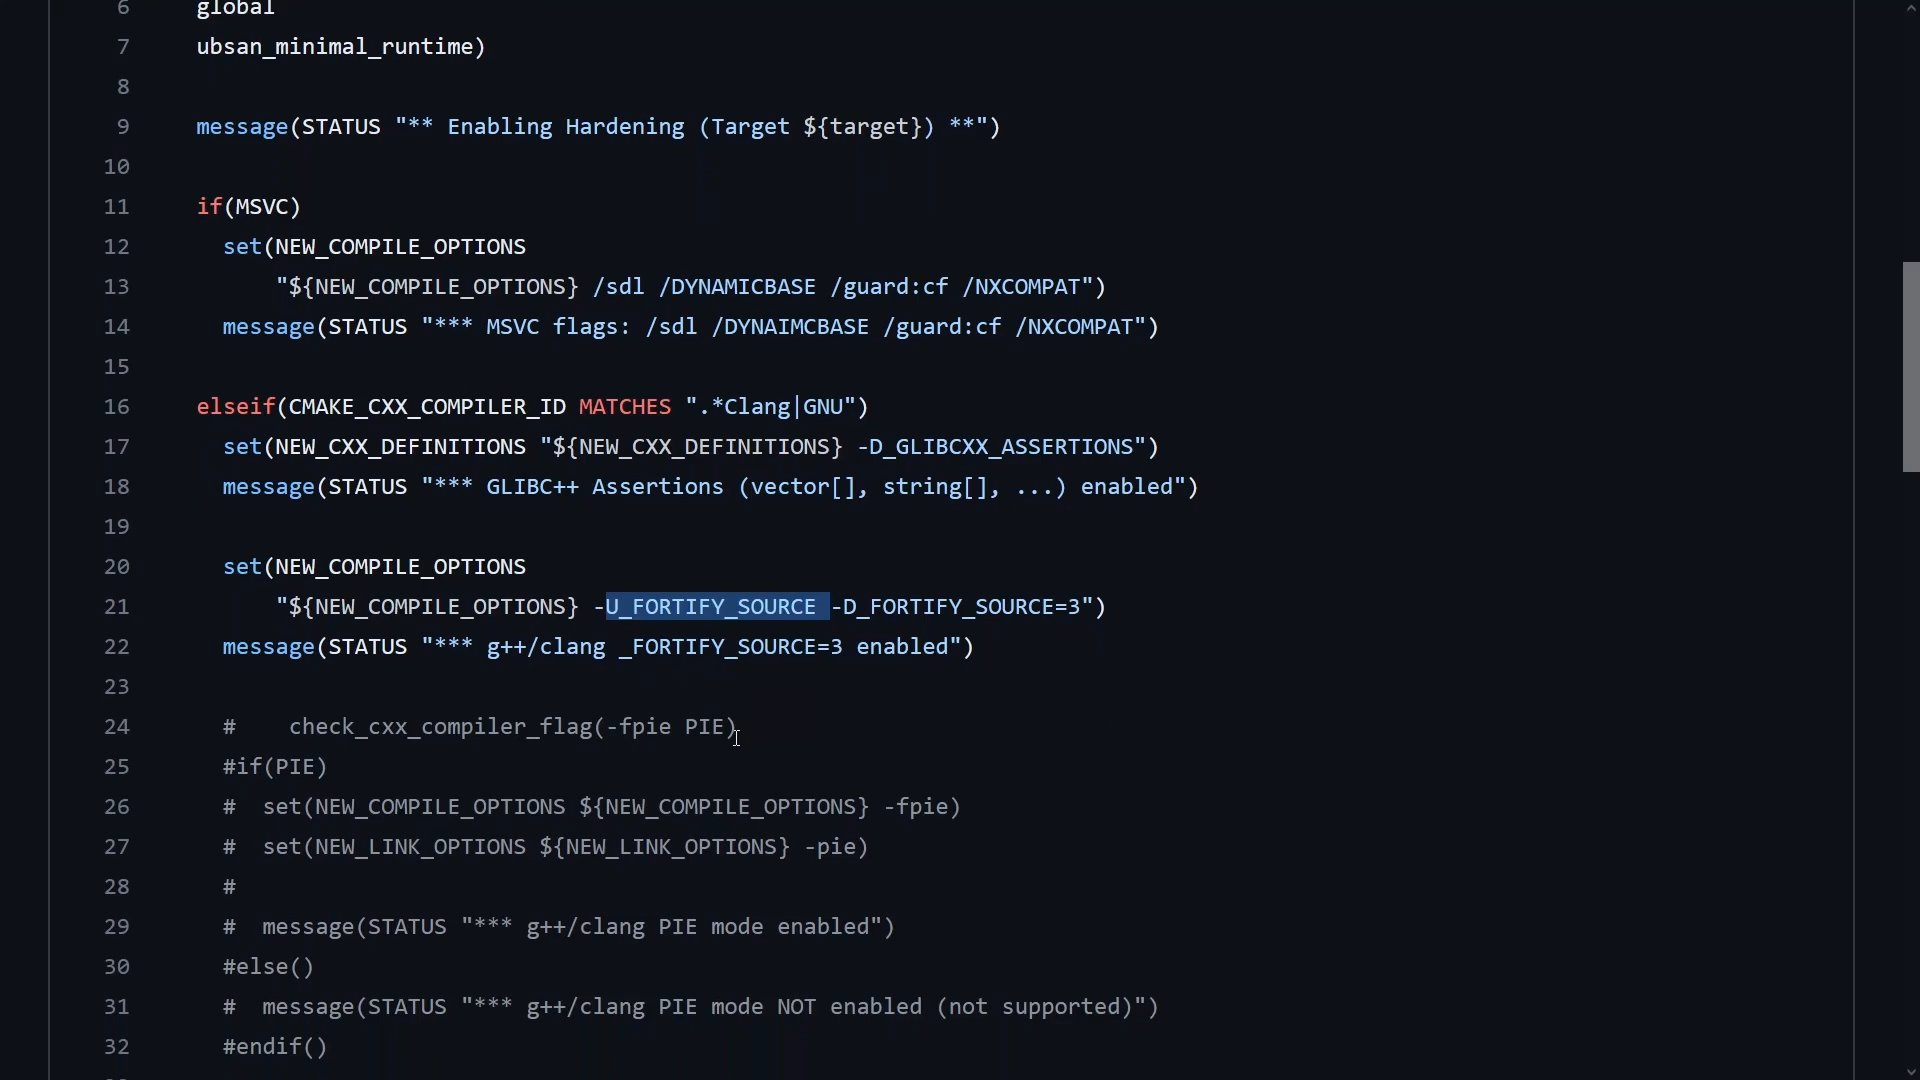 6 global
7 ubsan_minimal_runtime)
8
9 message(STATUS "** Enabling Hardening (Target ${target}) **")
10
11 if(MSVC)
12 set(NEW_COMPILE_OPTIONS
13 "${NEW_COMPILE_OPTIONS} /sdl /DYNAMICBASE /guard:cf /NXCOMPAT")
14 message(STATUS "*** MSVC flags: /sdl /DYNAIMCBASE /guard:cf /NXCOMPAT")
15
16 elseif(CMAKE_CXX_COMPILER_ID MATCHES ".*Clang|GNU")
17 set(NEW_CXX_DEFINITIONS "${NEW_CXX_DEFINITIONS} -D_GLIBCXX_ASSERTIONS")
18 message(STATUS "*** GLIBC++ Assertions (vector[], string[], ...) enabled")
19
20 set(NEW_COMPILE_OPTIONS
21 "${NEW_COMPILE_OPTIONS} -U_FORTIFY_SOURCE -D_FORTIFY_SOURCE=3")
22 message(STATUS "*** g++/clang _FORTIFY_SOURCE=3 enabled")
23
24 # check_cxx_compiler_flag(-fpie PIE)
25 #if(PIE)
26 # set(NEW_COMPILE_OPTIONS ${NEW_COMPILE_OPTIONS} -fpie)
27 # set(NEW_LINK_OPTIONS ${NEW_LINK_OPTIONS} -pie)
28 #
29 # message(STATUS "*** g++/clang PIE mode enabled")
30 #else()
31 # message(STATUS "*** g++/clang PIE mode NOT enabled (not supported)")
32 #endif()